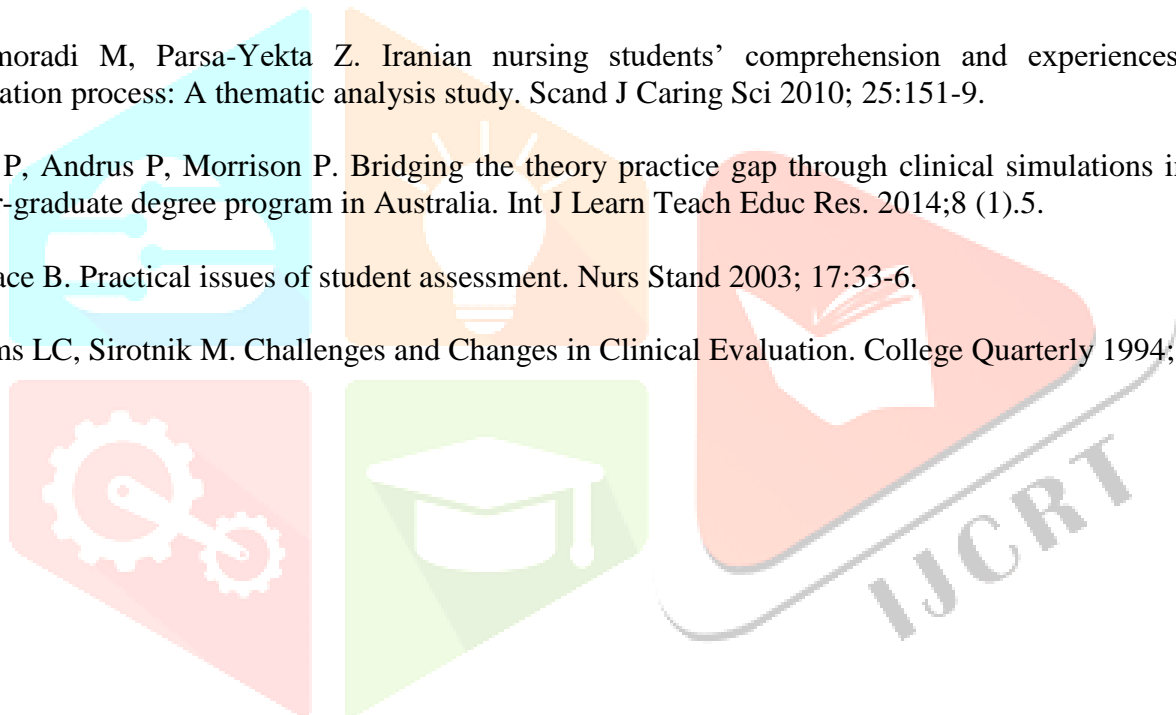 moradi M, Parsa-Yekta Z. Iranian nursing students’ comprehension and experiences
ation process: A thematic analysis study. Scand J Caring Sci 2010; 25:151-9.
P, Andrus P, Morrison P. Bridging the theory practice gap through clinical simulations i
r-graduate degree program in Australia. Int J Learn Teach Educ Res. 2014;8 (1).5.
ace B. Practical issues of student assessment. Nurs Stand 2003; 17:33-6.
ms LC, Sirotnik M. Challenges and Changes in Clinical Evaluation. College Quarterly 1994;
IJCRT